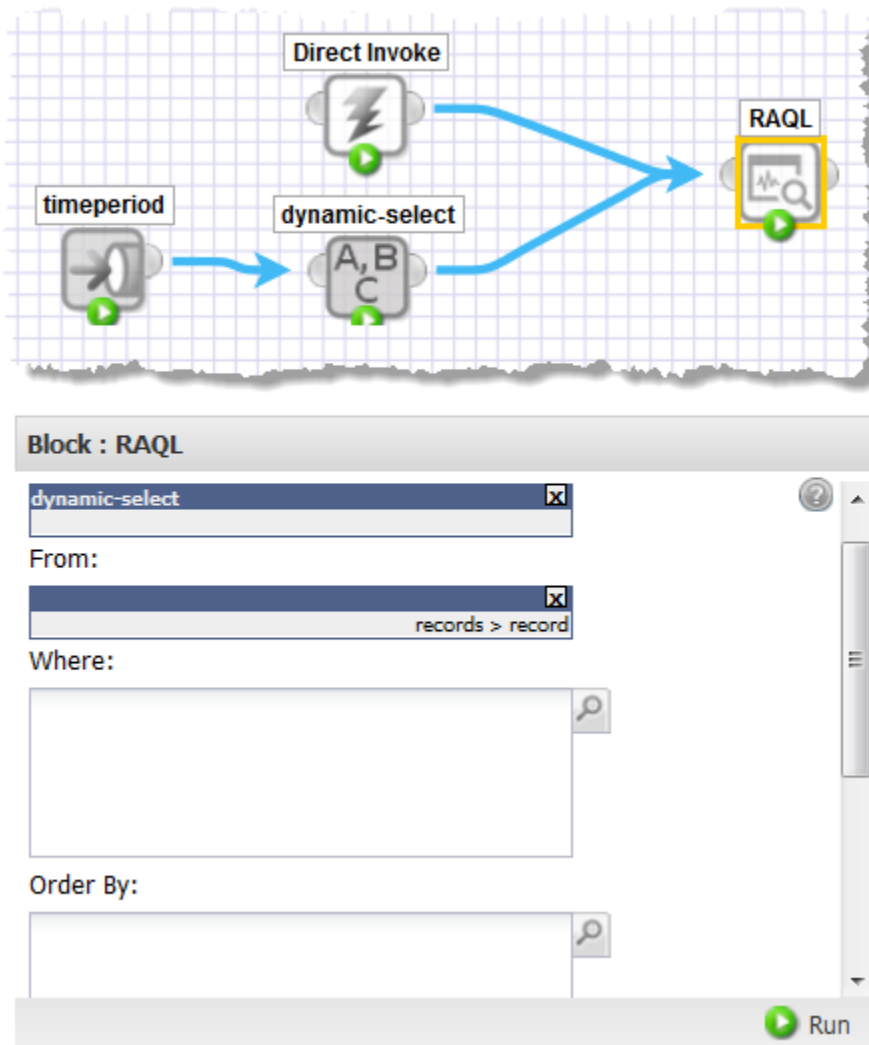 Direct Invoke
RAQL
timeperiod
dynamic-select
A, B
C
Block : RAQL
dynamic-select
x
?
From:
x
records > record
Where:
Order By:
Run